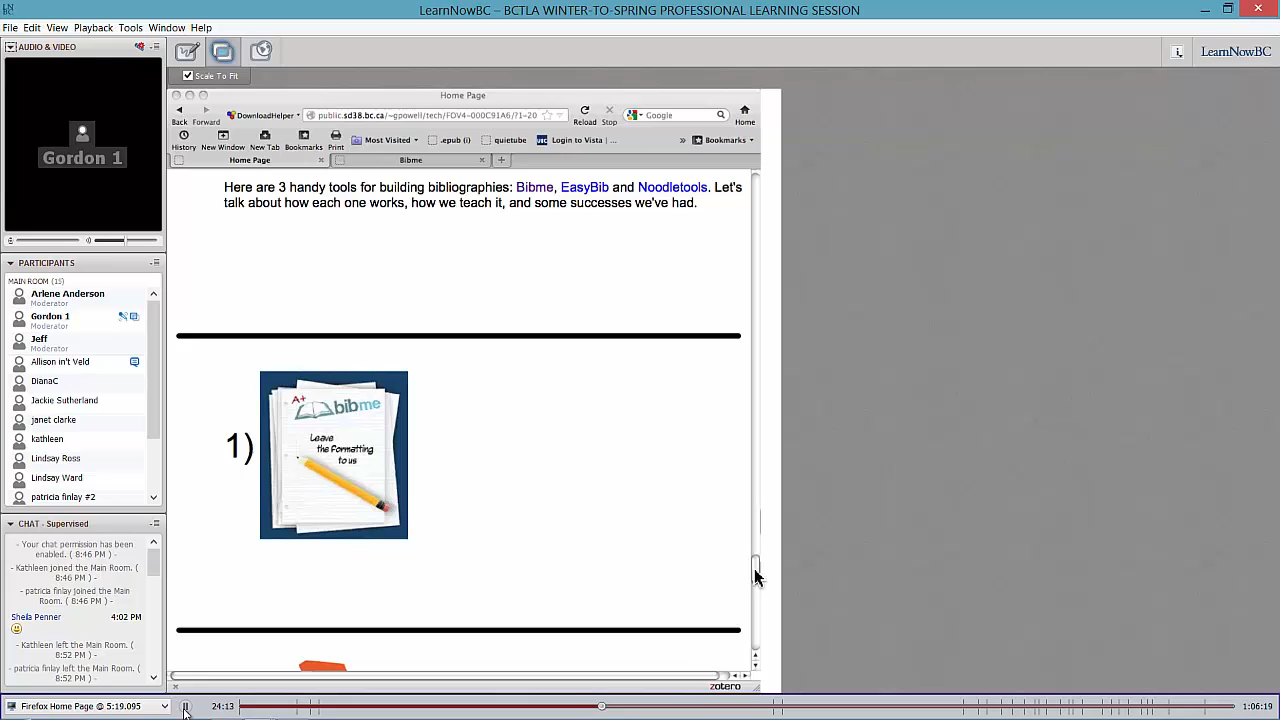 LearnNowBC – BCTLA WINTER-TO-SPRING PROFESSIONAL LEARNING SESSION
File Edit View Playback Tools Window Help
AUDIO & VIDEO
Scale To Fit
LearnNowBC
Gordon 1
PARTICIPANTS
MAIN ROOM (15)
Arlene Anderson
Moderator
Gordon 1
Moderator
Jeff
Moderator
Allison in't Veld
DianaC
Jackie Sutherland
janet clarke
kathleen
Lindsay Ross
Lindsay Ward
patricia finlay #2
CHAT - Supervised
- Your chat permission has been
enabled. ( 8:46 PM ) -
- Kathleen joined the Main Room. (
8:46 PM ) -
- patricia finlay joined the Main
Room. ( 8:46 PM ) -
Sheila Penner 4:02 PM
- Kathleen left the Main Room. (
8:52 PM ) -
- patricia finlay left the Main Room. (
8:52 PM ) -
Home Page
Back Forward DownloadHelper public.sd38.bc.ca/~gpowell/tech/FOV4-000C91A6/?1-20 Reload Stop Google Home
History New Window New Tab Bookmarks Print Most Visited .epub (i) quietube UBC Login to Vista | ... » Bookmarks
Home Page Bibme
Here are 3 handy tools for building bibliographies: Bibme, EasyBib and Noodletools. Let's
talk about how each one works, how we teach it, and some successes we've had.
1)
A+ bibme
Leave
the Formatting
to us
zotero
Firefox Home Page @ 5:19.095 24:13 1:06:19